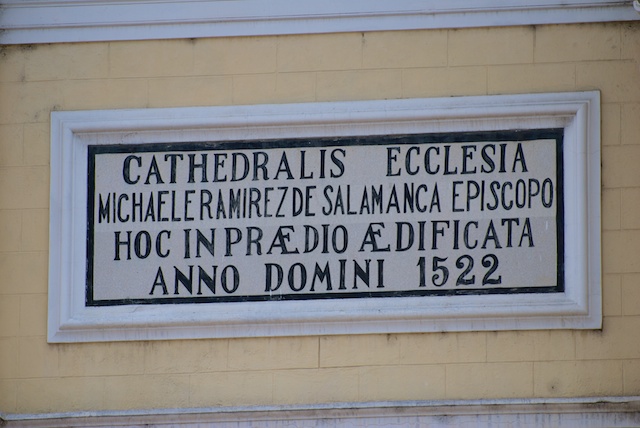 CATHEDRALIS ECCLESIA
MICHAELE RAMIREZ DE SALAMANCA EPISCOPO
HOC IN PRÆDIO ÆDIFICATA
ANNO DOMINI 1522